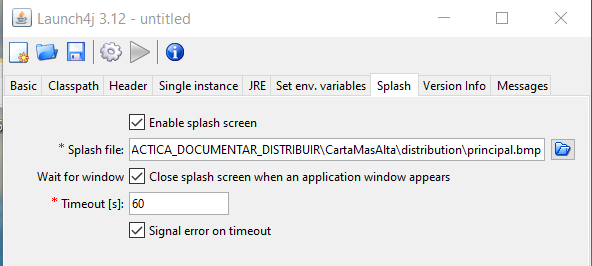 Launch4j 3.12 - untitled
Basic Classpath Header Single instance JRE Set env. variables Splash Version Info Messages
Enable splash screen
* Splash file: ACTICA_DOCUMENTAR_DISTRIBUIR\CartaMasAlta\distribution\principal.bmp
Wait for window Close splash screen when an application window appears
* Timeout [s]: 60
Signal error on timeout